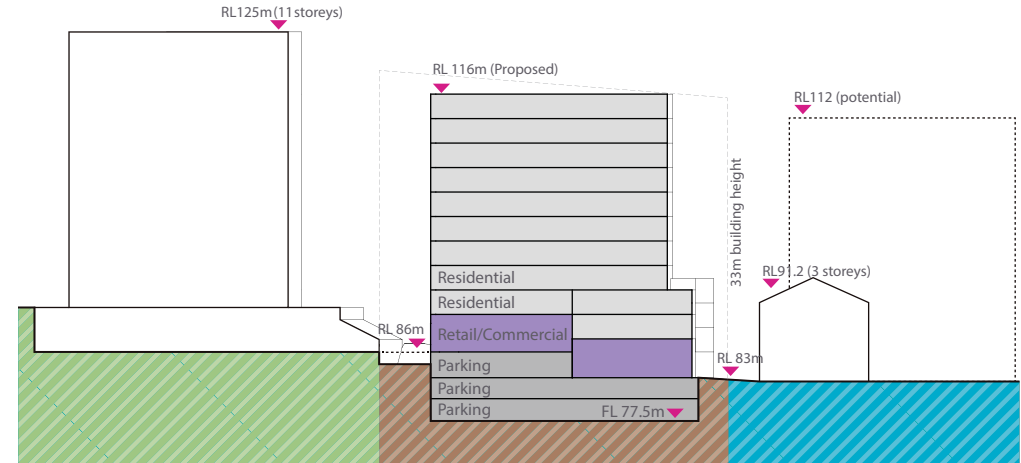 RL125m (11 storeys)
RL 116m (Proposed)
RL112 (potential)
33m building height
RL91.2 (3 storeys)
Residential
Residential
RL 86m
Retail/Commercial
RL 83m
Parking
Parking
Parking
FL 77.5m